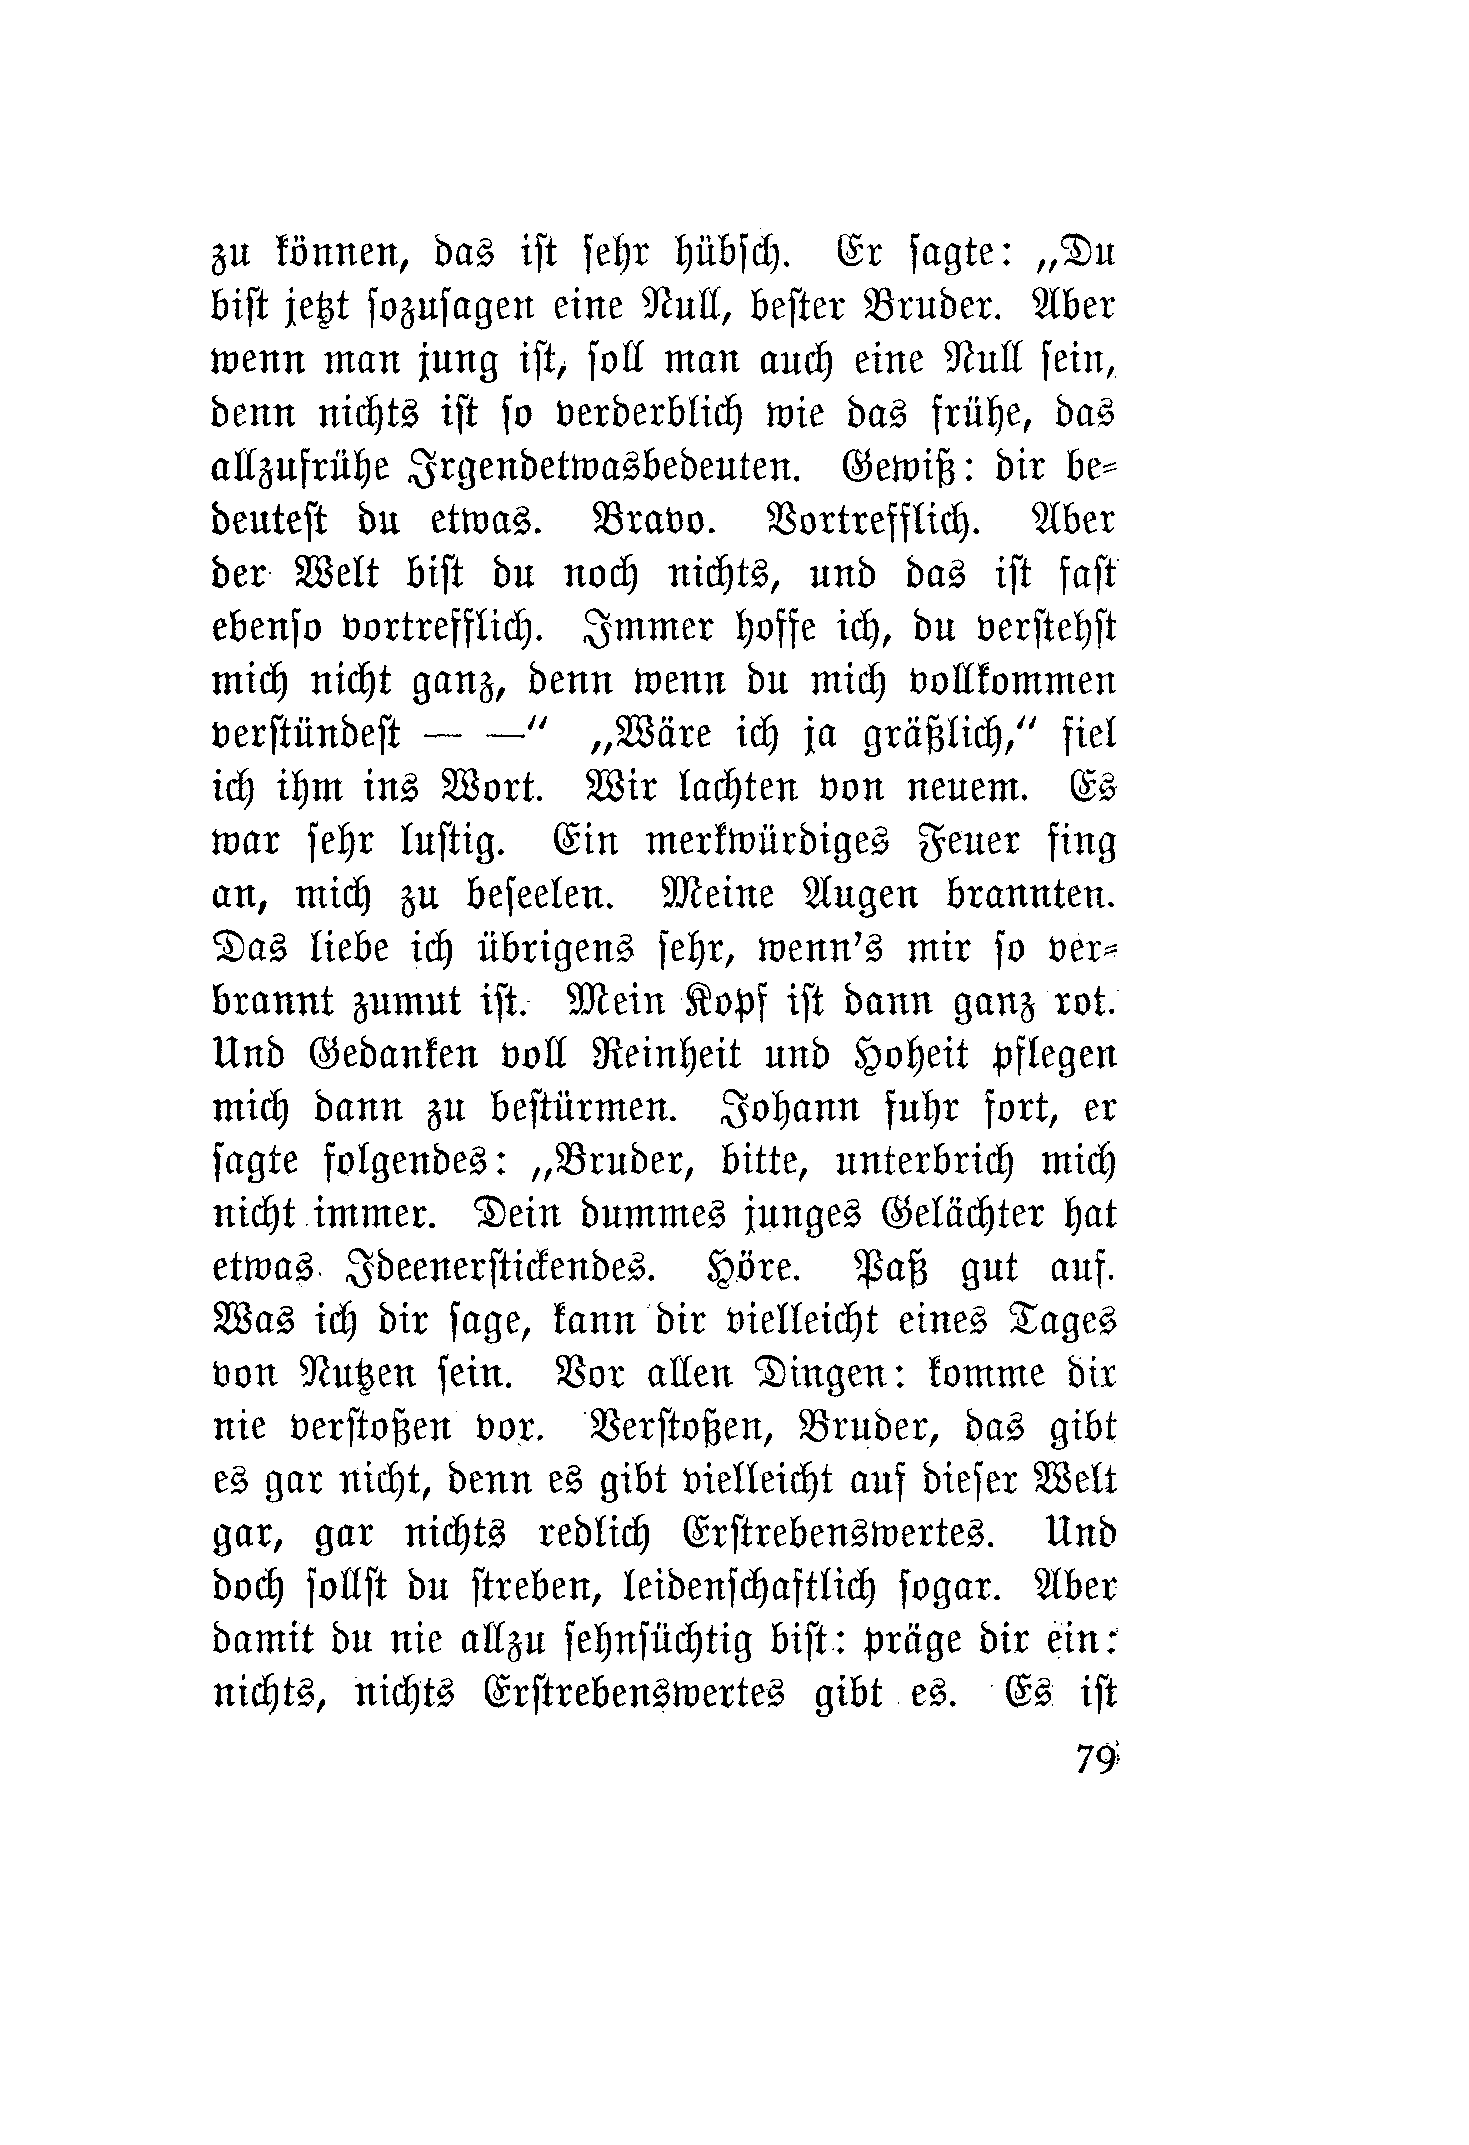 zu können, das ist sehr hübsch. Er sagte: „Du
bist jetzt sozusagen eine Null, bester Bruder. Aber
wenn man jung ist, soll man auch eine Null sein,
denn nichts ist so verderblich wie das frühe, das
allzufrühe Irgendetwasbedeuten. Gewiß: dir be-
deutest du etwas. Bravo. Vortrefflich. Aber
der Welt bist du noch nichts, und das ist fast
ebenso vortrefflich. Immer hoffe ich, du verstehst
mich nicht ganz, denn wenn du mich vollkommen
verstündest — —“ „Wäre ich ja gräßlich,“ fiel
ich ihm ins Wort. Wir lachten von neuem. Es
war sehr lustig. Ein merkwürdiges Feuer fing
an, mich zu beseelen. Meine Augen brannten.
Das liebe ich übrigens sehr, wenn's mir so ver-
brannt zumut ist. Mein Kopf ist dann ganz rot.
Und Gedanken voll Reinheit und Hoheit pflegen
mich dann zu bestürmen. Johann fuhr fort, er
sagte folgendes: „Bruder, bitte, unterbrich mich
nicht immer. Dein dummes junges Gelächter hat
etwas Ideenerstickendes. Höre. Paß gut auf.
Was ich dir sage, kann dir vielleicht eines Tages
von Nutzen sein. Vor allen Dingen: komme dir
nie verstoßen vor. Verstoßen, Bruder, das gibt
es gar nicht, denn es gibt vielleicht auf dieser Welt
gar, gar nichts redlich Erstrebenswertes. Und
doch sollst du streben, leidenschaftlich sogar. Aber
damit du nie allzu sehnsüchtig bist: präge dir ein:
nichts, nichts Erstrebenswertes gibt es. Es ist
79